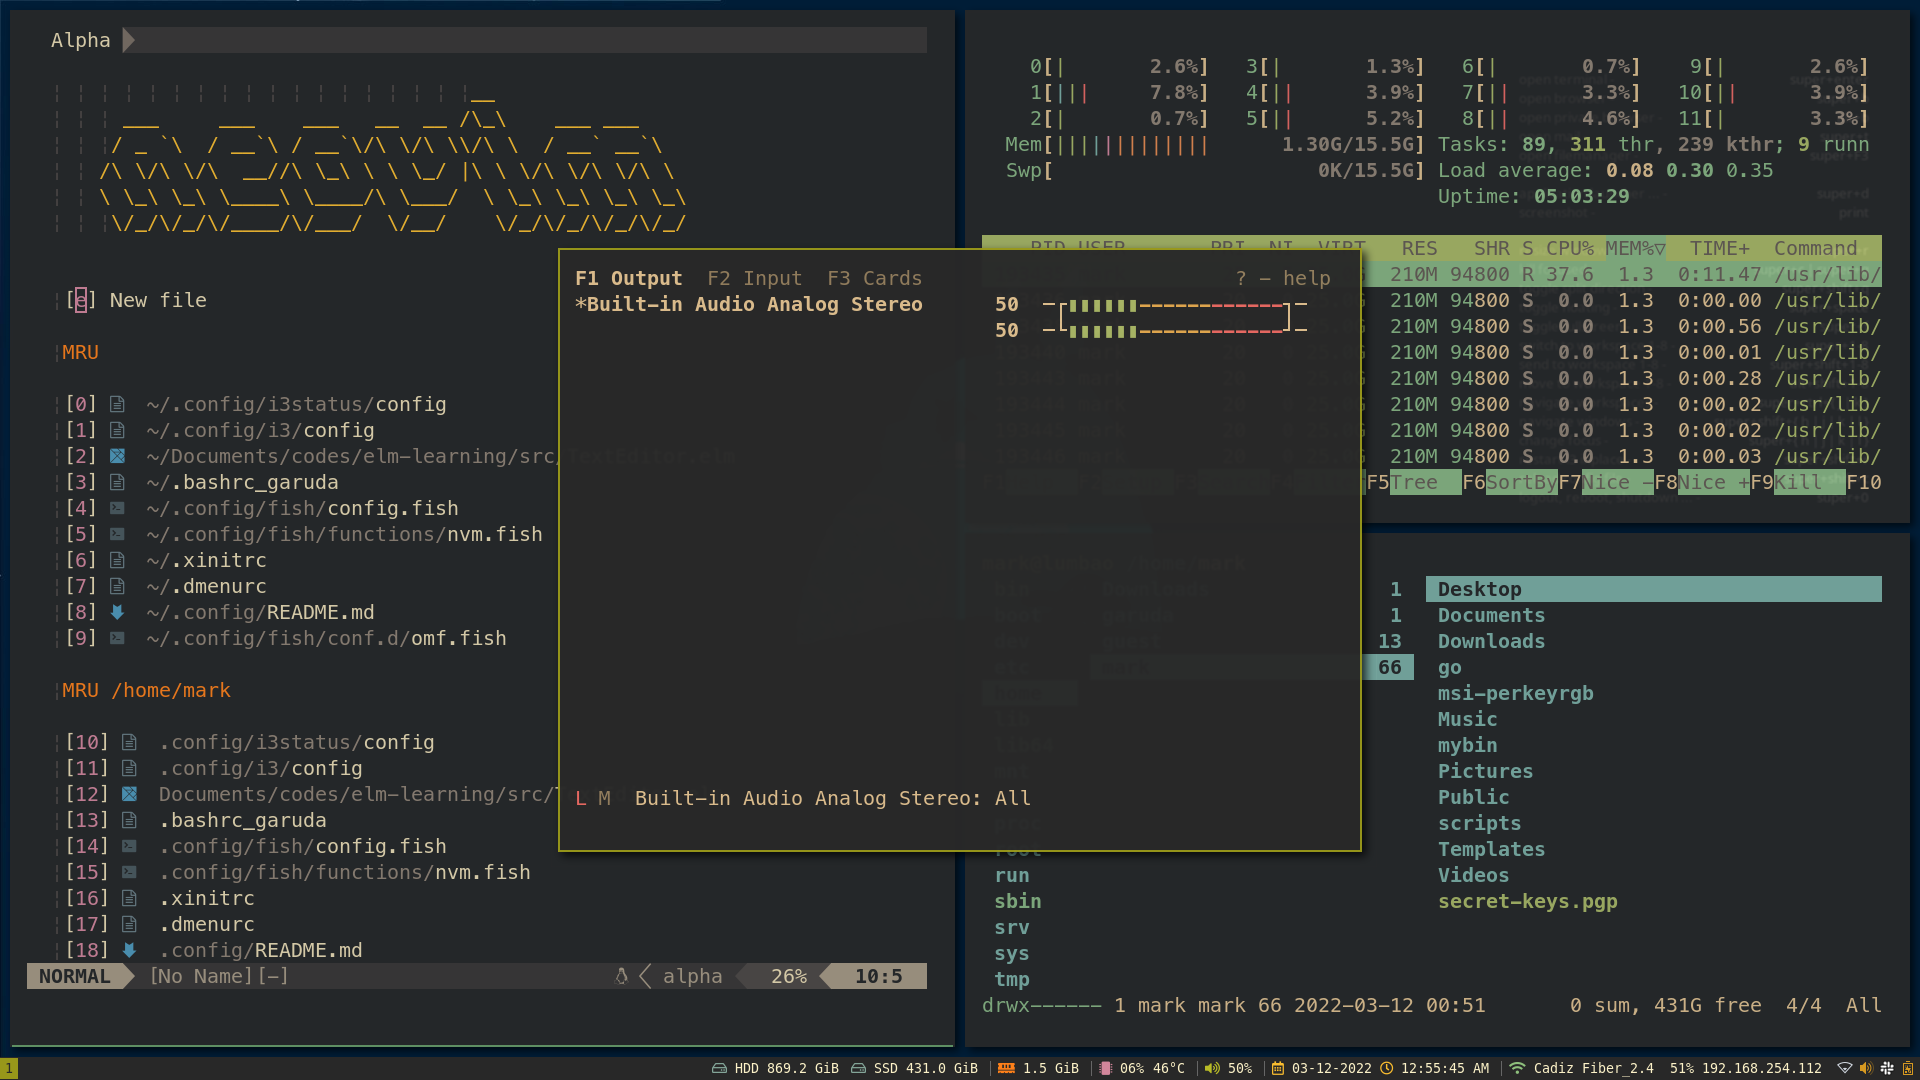 Alpha
[e] New file
MRU
[0] ~/.config/i3status/config
[1] ~/.config/i3/config
[2] ~/Documents/codes/elm-learning/src/TextEditor.elm
[3] ~/.bashrc_garuda
[4] ~/.config/fish/config.fish
[5] ~/.config/fish/functions/nvm.fish
[6] ~/.xinitrc
[7] ~/.dmenurc
[8] ~/.config/README.md
[9] ~/.config/fish/conf.d/omf.fish
MRU /home/mark
[10] .config/i3status/config
[11] .config/i3/config
[12] Documents/codes/elm-learning/src/
[13] .bashrc_garuda
[14] .config/fish/config.fish
[15] .config/fish/functions/nvm.fish
[16] .xinitrc
[17] .dmenurc
[18] .config/README.md
NORMAL [No Name][-] alpha 26% 10:5
0[| 2.6%] 3[| 1.3%] 6[| 0.7%] 9[| 2.6%]
1[||| 7.8%] 4[|| 3.9%] 7[|| 3.3%] 10[|| 3.9%]
2[| 0.7%] 5[|| 5.2%] 8[|| 4.6%] 11[| 3.3%]
Mem[||||||||||||| 1.30G/15.5G] Tasks: 89, 311 thr, 239 kthr; 9 runn
Swp[ 0K/15.5G] Load average: 0.08 0.30 0.35
Uptime: 05:03:29
PID USER PRI NI VIRT RES SHR S CPU% MEM%▽ TIME+ Command
210M 94800 R 37.6 1.3 0:11.47 /usr/lib/
210M 94800 S 0.0 1.3 0:00.00 /usr/lib/
210M 94800 S 0.0 1.3 0:00.56 /usr/lib/
210M 94800 S 0.0 1.3 0:00.01 /usr/lib/
210M 94800 S 0.0 1.3 0:00.28 /usr/lib/
210M 94800 S 0.0 1.3 0:00.02 /usr/lib/
210M 94800 S 0.0 1.3 0:00.02 /usr/lib/
210M 94800 S 0.0 1.3 0:00.03 /usr/lib/
F5Tree F6SortByF7Nice -F8Nice +F9Kill F10
F1 Output F2 Input F3 Cards ? - help
*Built-in Audio Analog Stereo 50
50
L M Built-in Audio Analog Stereo: All
root
run
sbin
srv
sys
tmp
1
1
13
66
Desktop
Documents
Downloads
go
msi-perkeyrgb
Music
mybin
Pictures
Public
scripts
Templates
Videos
secret-keys.pgp
drwx------ 1 mark mark 66 2022-03-12 00:51 0 sum, 431G free 4/4 All
1 HDD 869.2 GiB SSD 431.0 GiB | 1.5 GiB | 06% 46°C | 50% | 03-12-2022 12:55:45 AM | Cadiz Fiber_2.4 51% 192.168.254.112